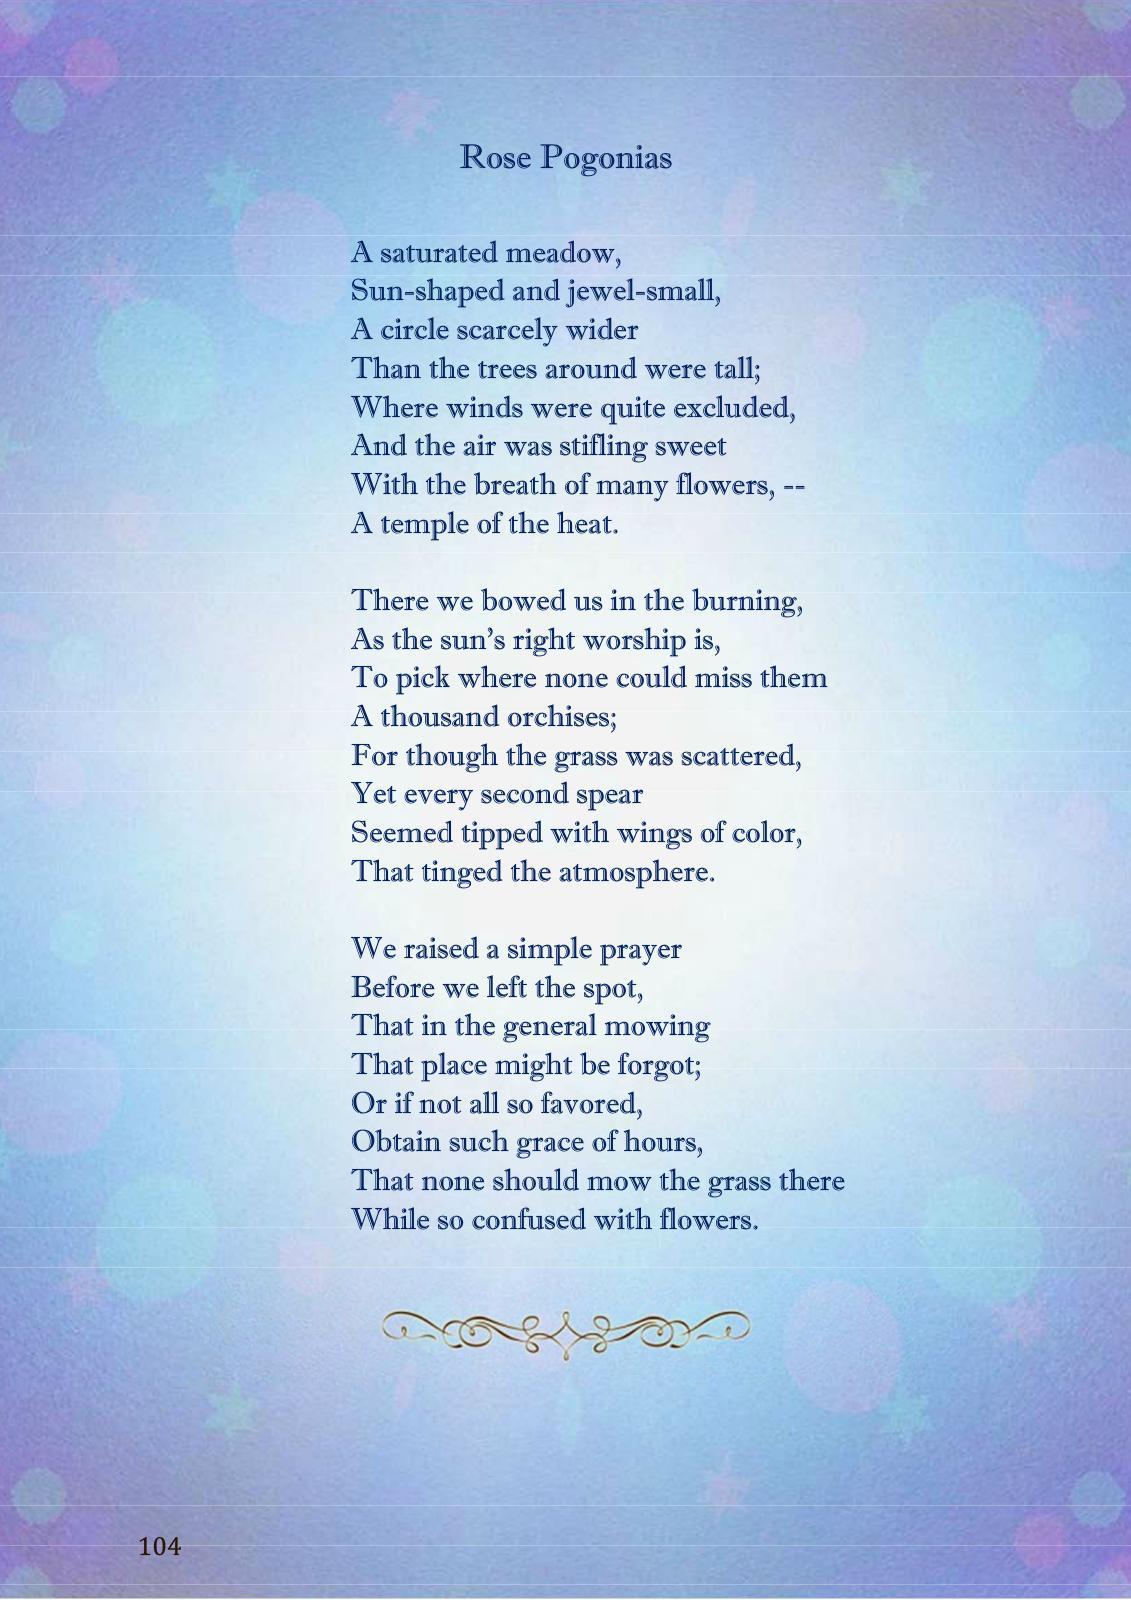 Rose Pogonias
A saturated meadow,
Sun-shaped and jewel-small,
A circle scarcely wider
Than the trees around were tall;
Where winds were quite excluded,
And the air was stifling sweet
With the breath of many flowers, --
A temple of the heat.
There we bowed us in the burning,
As the sun’s right worship is,
To pick where none could miss them
A thousand orchises;
For though the grass was scattered,
Yet every second spear
Seemed tipped with wings of color,
That tinged the atmosphere.
We raised a simple prayer
Before we left the spot,
That in the general mowing
That place might be forgot;
Or if not all so favored,
Obtain such grace of hours,
That none should mow the grass there
While so confused with flowers.
104